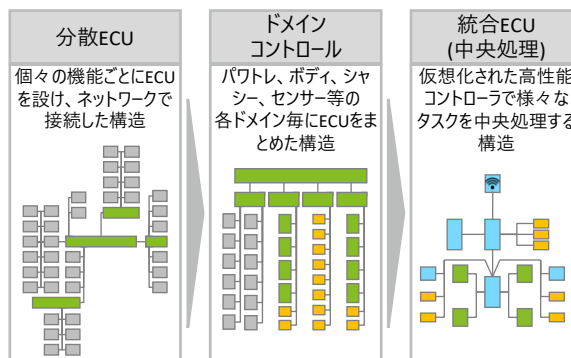 分散ECU
個々の機能ごとにECU
を設け、ネットワークで
接続した構造
ドメイン
コントロール
パワトレ、ボディ、シャ
シー、センサー等の
各ドメイン毎にECUをま
とめた構造
統合ECU
(中央処理)
仮想化された高性能
コントローラで様々な
タスクを中央処理する
構造